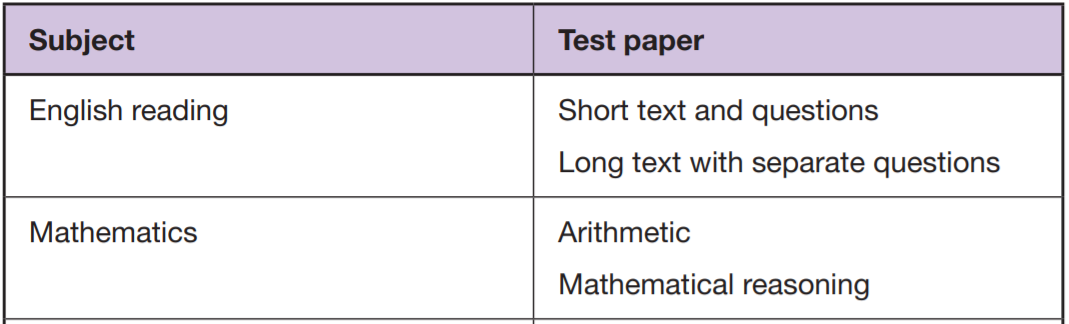 Subject
Test paper
English reading
Short text and questions
Long text with separate questions
Mathematics
Arithmetic
Mathematical reasoning